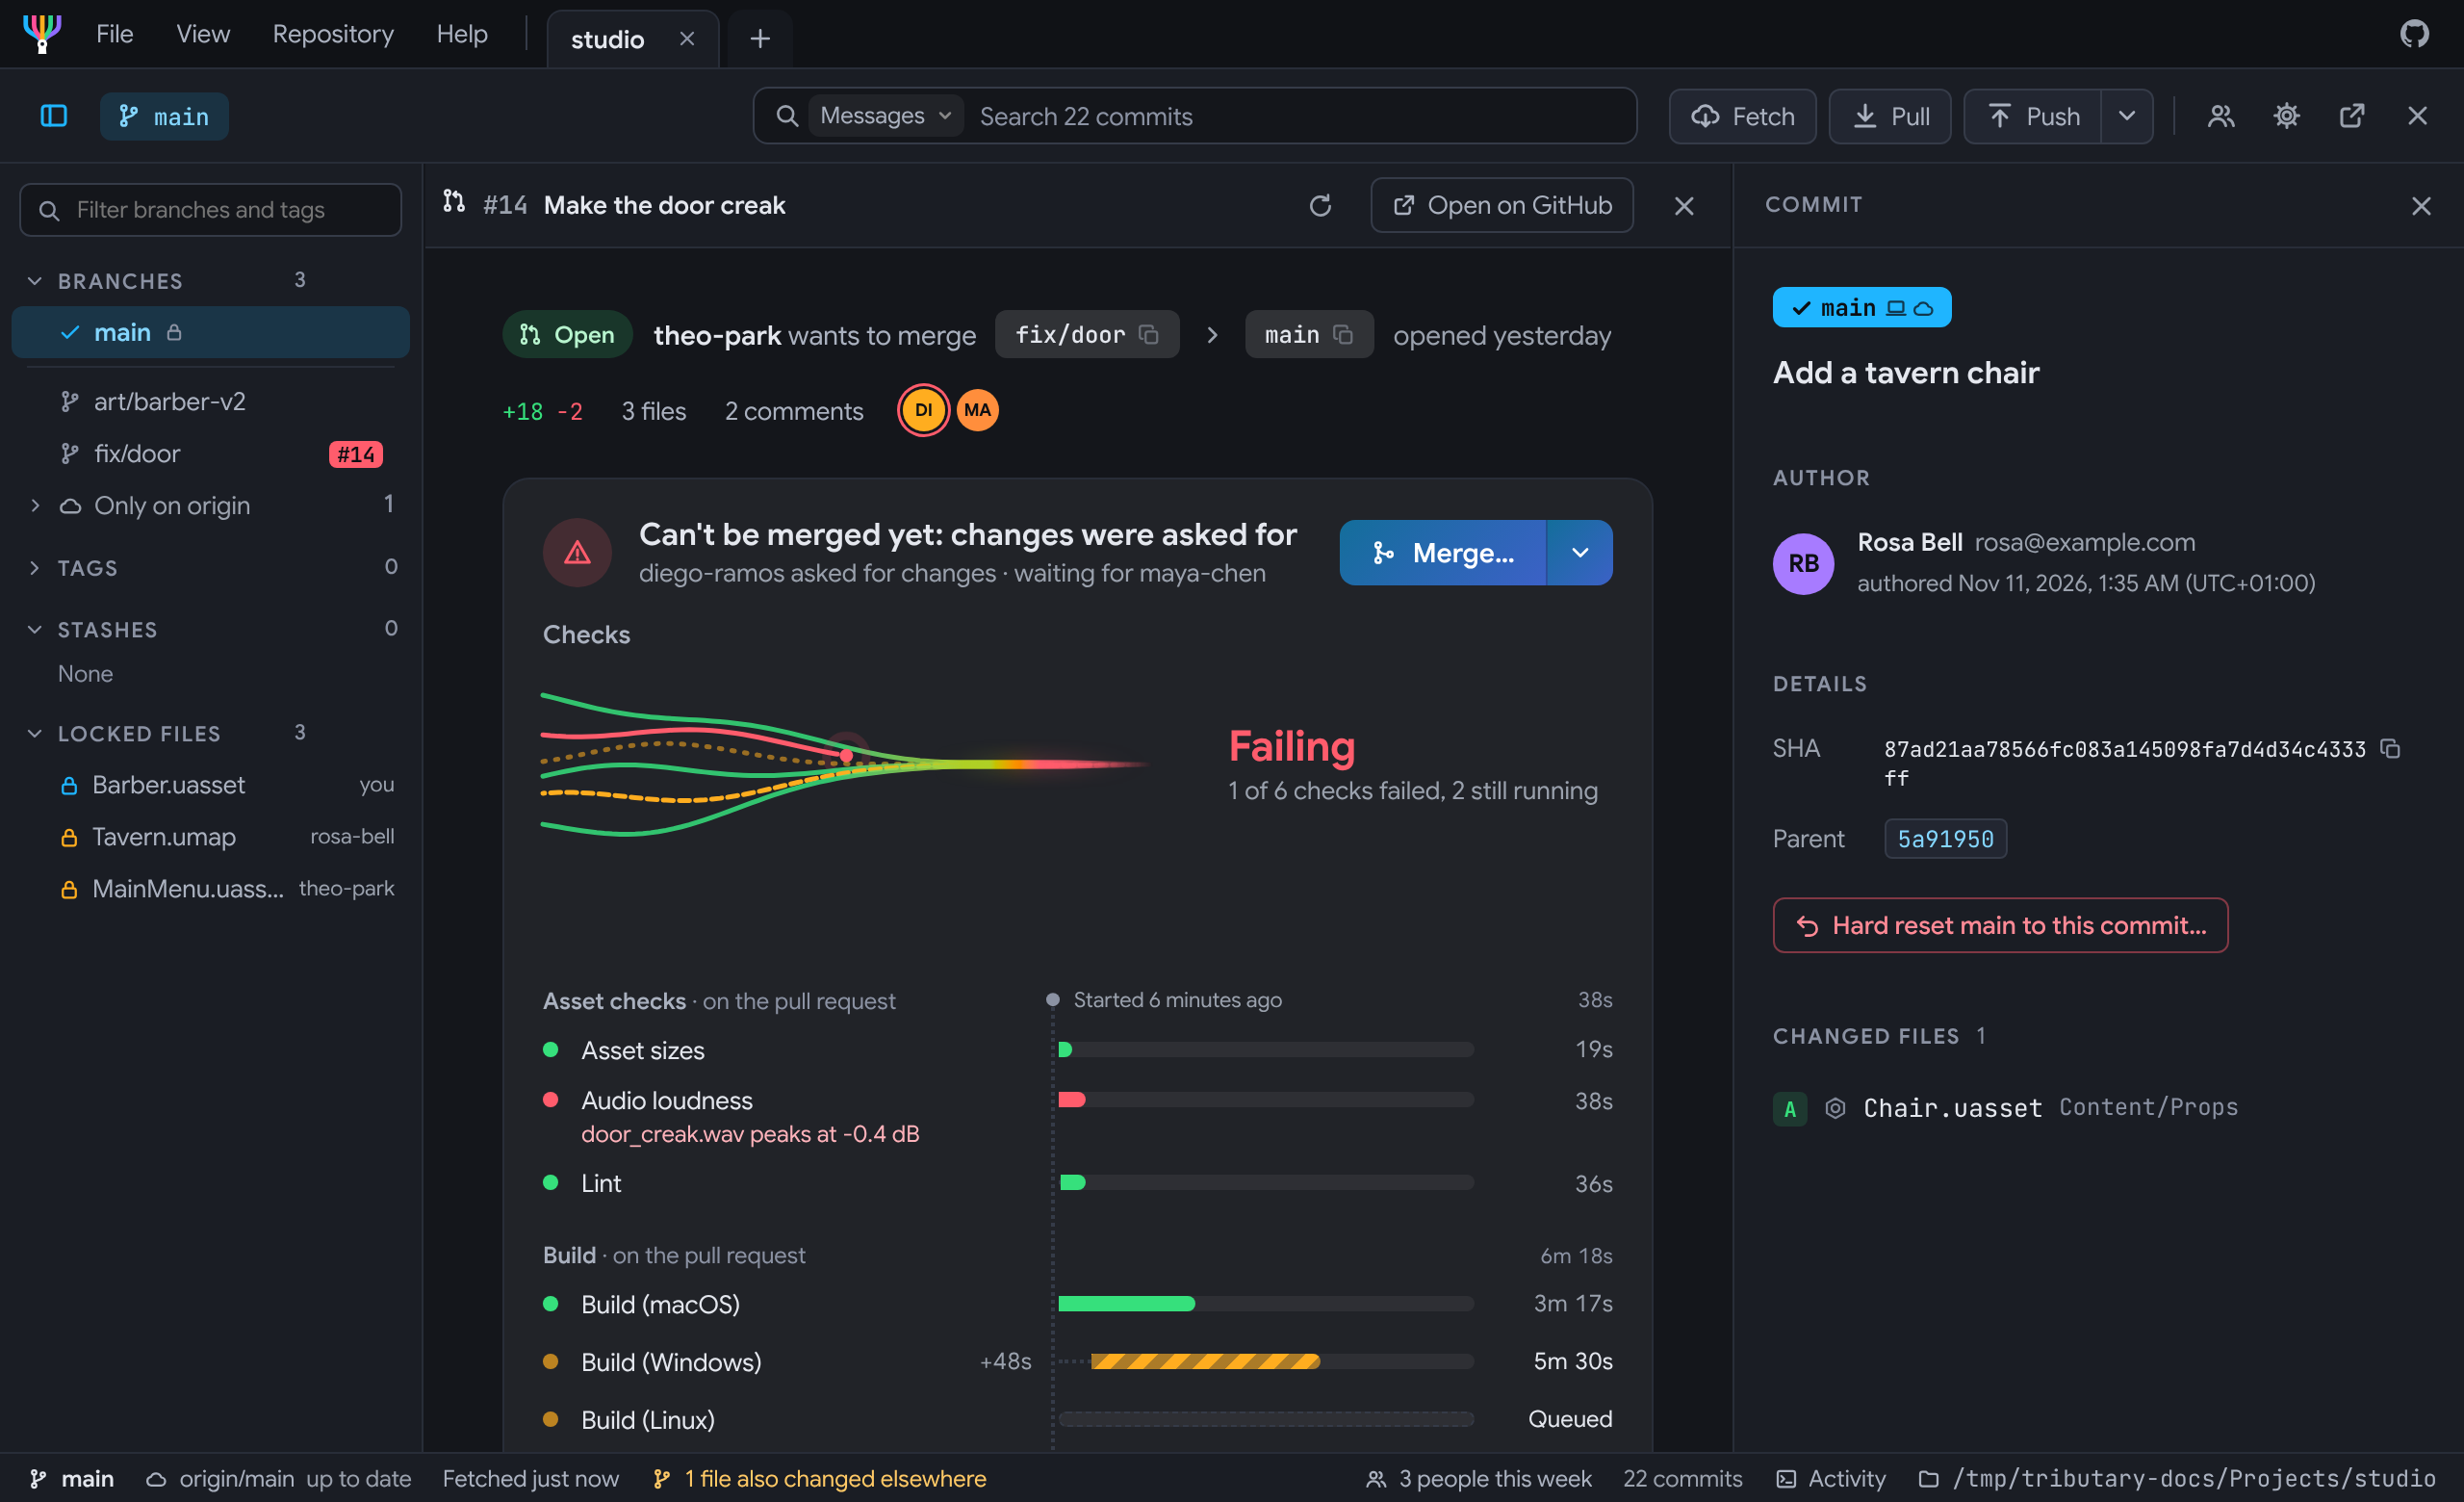 File View Repository Help studio
main Messages Search 22 commits Fetch Pull Push
Filter branches and tags
BRANCHES 3
main
art/barber-v2
fix/door #14
Only on origin 1
TAGS 0
STASHES 0
None
LOCKED FILES 3
Barber.uasset you
Tavern.umap rosa-bell
MainMenu.uass... theo-park
#14 Make the door creak Open on GitHub
Open theo-park wants to merge fix/door main opened yesterday
+18 -2 3 files 2 comments DI MA
Can't be merged yet: changes were asked for
diego-ramos asked for changes · waiting for maya-chen
Merge...
Checks
Failing
1 of 6 checks failed, 2 still running
Asset checks · on the pull request Started 6 minutes ago 38s
Asset sizes 19s
Audio loudness 38s
door_creak.wav peaks at -0.4 dB
Lint 36s
Build · on the pull request 6m 18s
Build (macOS) 3m 17s
Build (Windows) +48s 5m 30s
Build (Linux) Queued
COMMIT
main
Add a tavern chair
AUTHOR
RB
Rosa Bell rosa@example.com
authored Nov 11, 2026, 1:35 AM (UTC+01:00)
DETAILS
SHA 87ad21aa78566fc083a145098fa7d4d34c4333
ff
Parent 5a91950
Hard reset main to this commit...
CHANGED FILES 1
A Chair.uasset Content/Props
main origin/main up to date Fetched just now 1 file also changed elsewhere 3 people this week 22 commits Activity /tmp/tributary-docs/Projects/studio